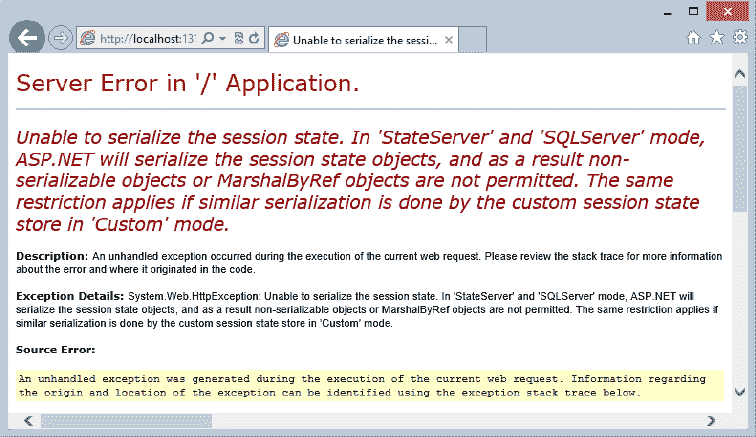 http://localhost:13
Unable to serialize the sessi...
Server Error in '/' Application.
Unable to serialize the session state. In 'StateServer' and 'SQLServer' mode,
ASP.NET will serialize the session state objects, and as a result non-
serializable objects or MarshalByRef objects are not permitted. The same
restriction applies if similar serialization is done by the custom session state
store in 'Custom' mode.
Description: An unhandled exception occurred during the execution of the current web request. Please review the stack trace for more information
about the error and where it originated in the code.
Exception Details: System.Web.HttpException: Unable to serialize the session state. In 'StateServer' and 'SQLServer' mode, ASP.NET will
serialize the session state objects, and as a result non-serializable objects or MarshalByRef objects are not permitted. The same restriction applies if
similar serialization is done by the custom session state store in 'Custom' mode.
Source Error:
An unhandled exception was generated during the execution of the current web request. Information regarding
the origin and location of the exception can be identified using the exception stack trace below.